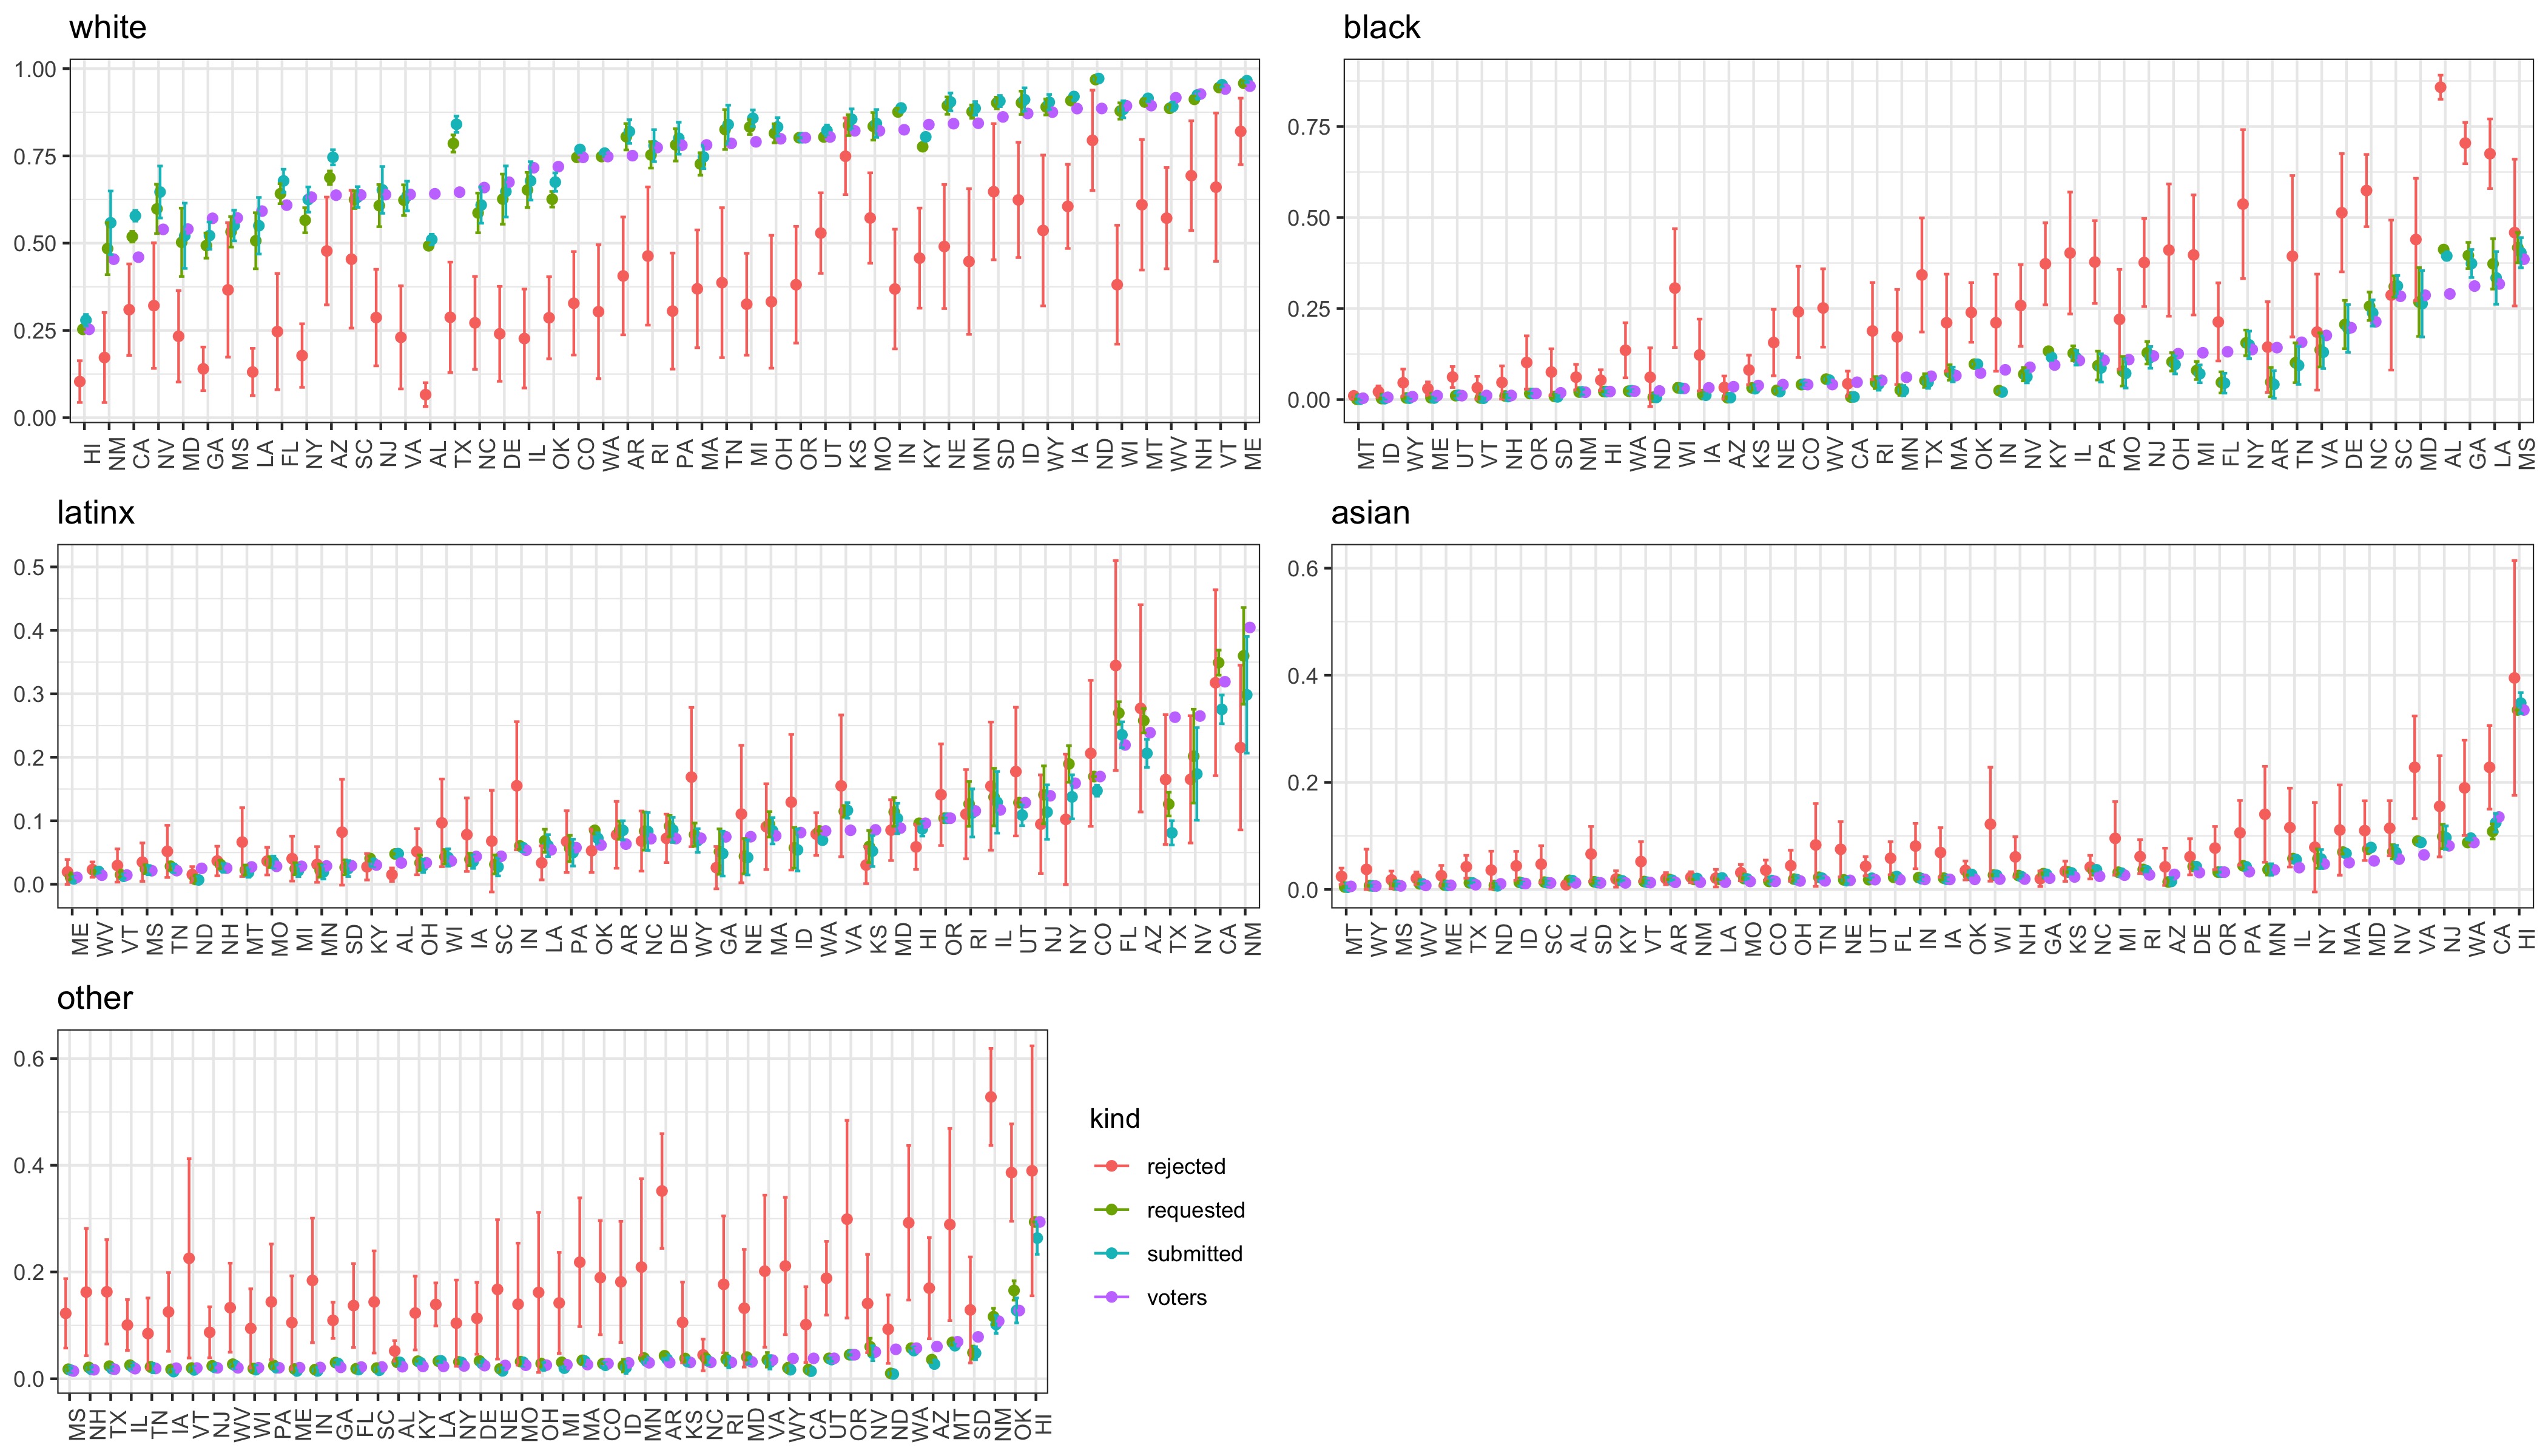 white
1.00
0.75
0.50
0.25
0.00
HI NM CA NV MD GA MS LA FL NY AZ SC NJ VA AL TX NC DE IL OK CO WA AR RI PA MA TN MI OH OR UT KS MO IN KY NE MN SD ID WY IA ND WI MT WV NH VT ME
black
0.75
0.50
0.25
0.00
MT ID WY ME UT VT NH OR SD NM HI WA ND WI IA AZ KS NE CO WV CA RI MN TX MA OK IN NV KY IL PA MO NJ OH MI FL NY AR TN VA DE NC SC MD AL GA LA MS
latinx
0.5
0.4
0.3
0.2
0.1
0.0
ME WV VT MS TN ND NH MT MO MI MN SD KY AL OH WI IA SC IN LA PA OK AR NC DE WY GA NE MA ID WA VA KS MD HI OR RI IL UT NJ NY CO FL AZ TX NV CA NM
asian
0.6
0.4
0.2
0.0
MT WY MS WV ME TX ND ID SC AL SD KY VT AR NM LA MO CO OH TN NE UT FL IN IA OK WI NH GA KS NC MI RI AZ DE OR PA MN IL NY MA MD NV VA NJ WA CA HI
other
0.6
0.4
0.2
0.0
MS NH TX IL TN IA VT NJ WV WI PA ME IN GA FL SC AL KY LA NY DE NE MO OH MI MA CO ID MN AR KS NC RI MD VA WY CA UT OR NV ND WA AZ MT SD NM OK HI
kind
rejected
requested
submitted
voters